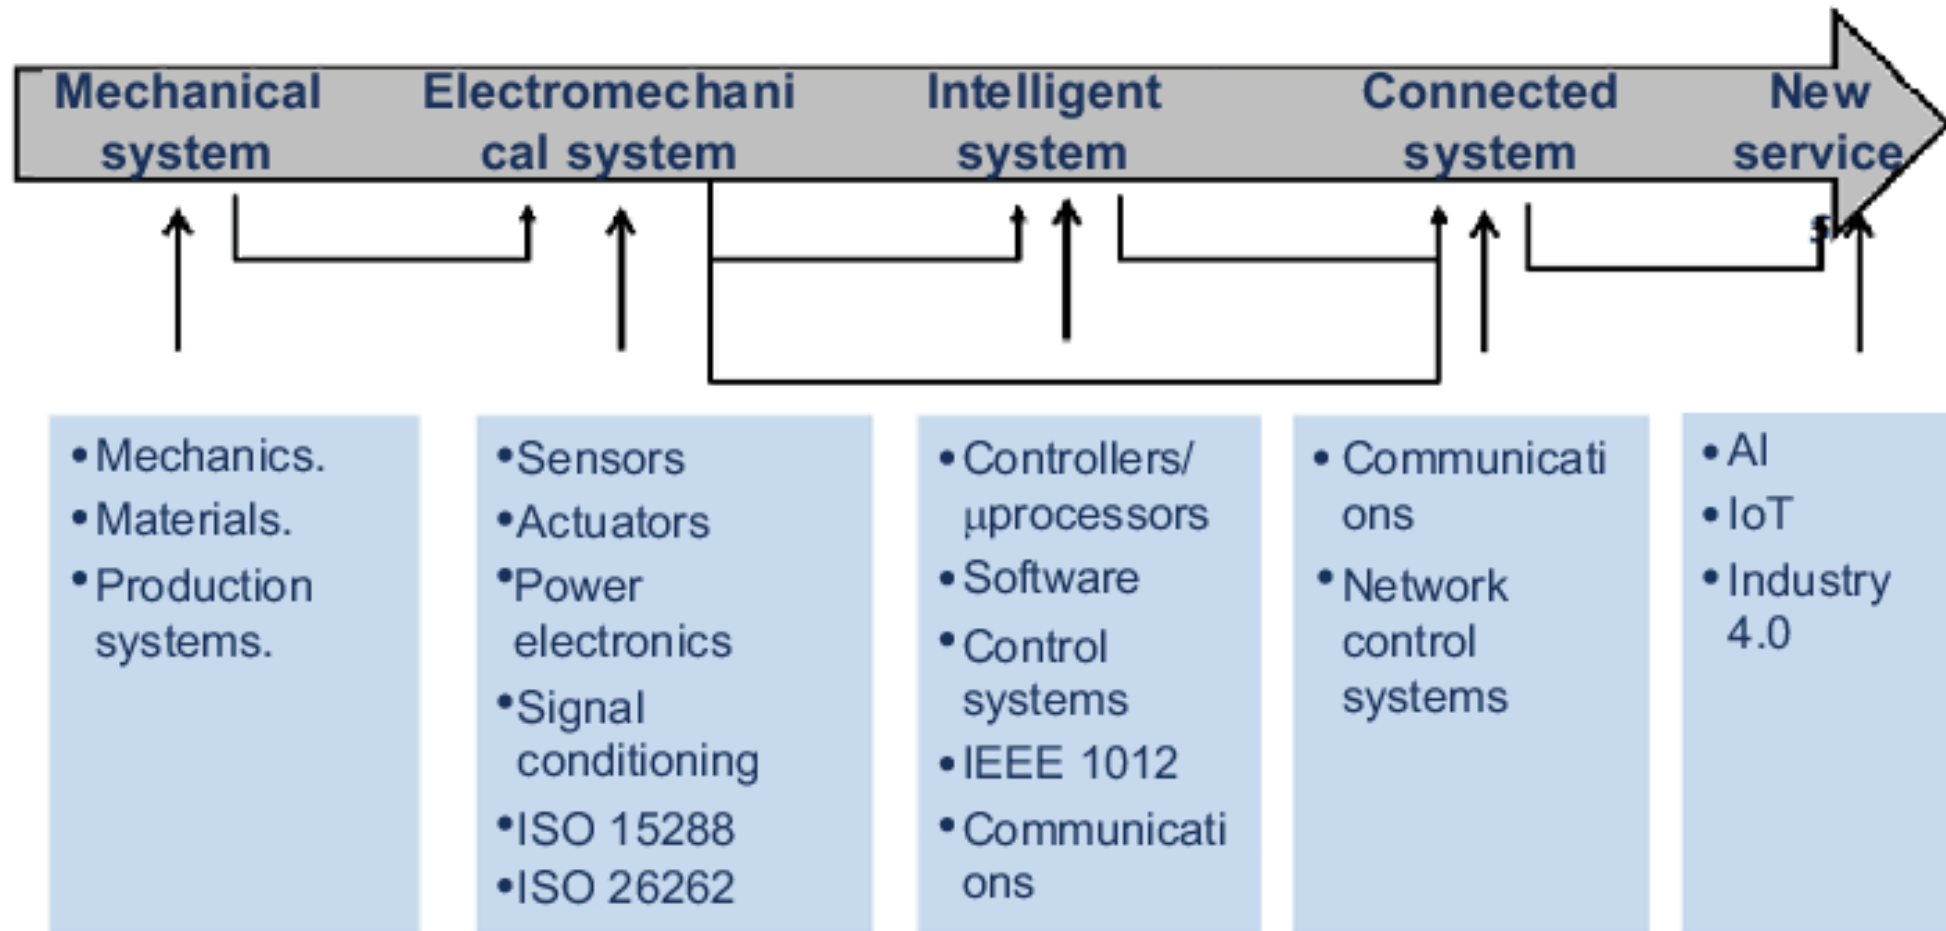 Mechanical
system
Electromechani
cal system
Intelligent
system
Connected
system
New
service
s
•Mechanics.
•Materials.
•Production
systems.
•Sensors
•Actuators
•Power
electronics
•Signal
conditioning
•ISO 15288
•ISO 26262
•Controllers/
μprocessors
•Software
•Control
systems
•IEEE 1012
•Communicati
ons
•Communicati
ons
•Network
control
systems
•AI
•IoT
•Industry
4.0